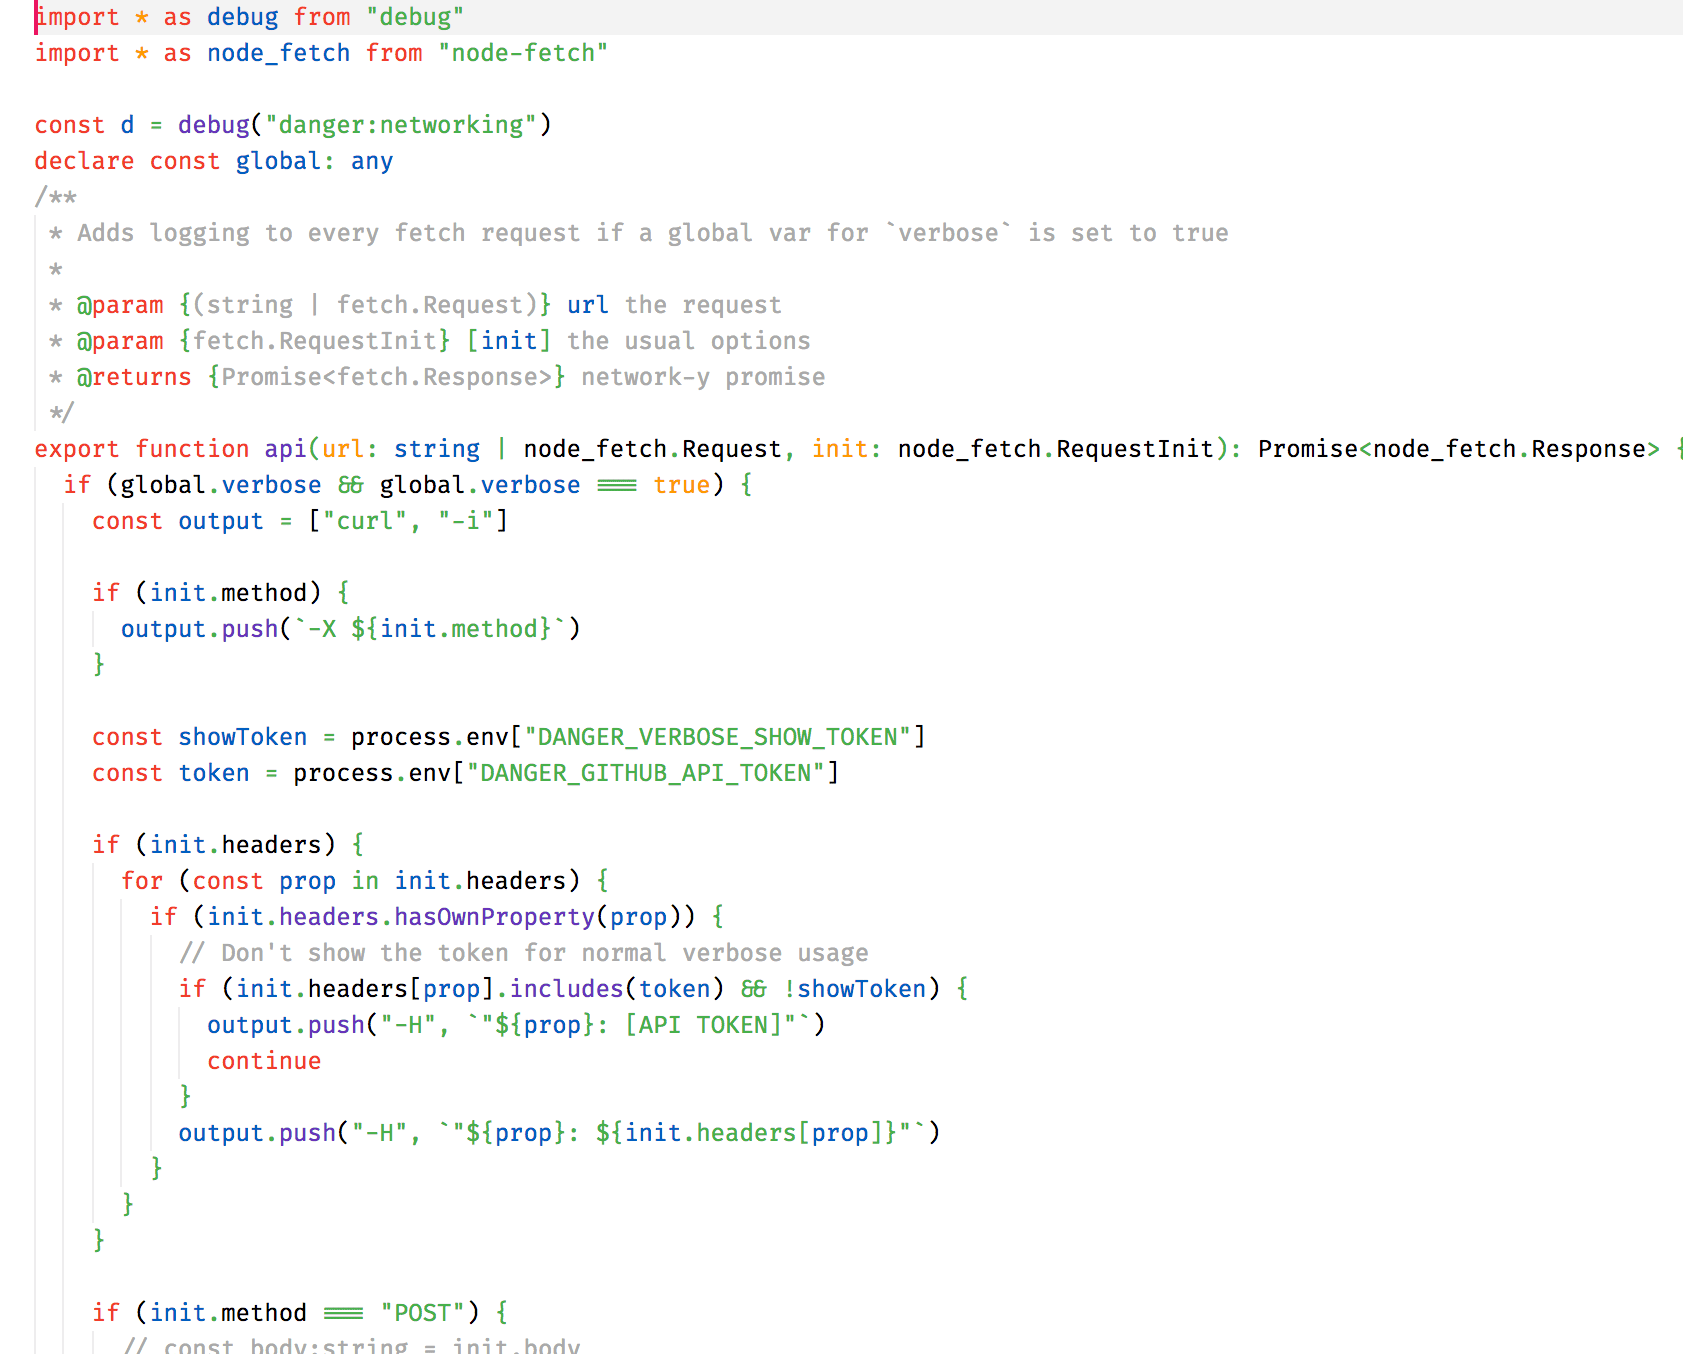 import * as debug from "debug"
import * as node_fetch from "node-fetch"

const d = debug("danger:networking")
declare const global: any
/**
 * Adds logging to every fetch request if a global var for `verbose` is set to true
 *
 * @param {(string | fetch.Request)} url the request
 * @param {fetch.RequestInit} [init] the usual options
 * @returns {Promise<fetch.Response>} network-y promise
 */
export function api(url: string | node_fetch.Request, init: node_fetch.RequestInit): Promise<node_fetch.Response> {
  if (global.verbose && global.verbose === true) {
    const output = ["curl", "-i"]

    if (init.method) {
      output.push(`-X ${init.method}`)
    }

    const showToken = process.env["DANGER_VERBOSE_SHOW_TOKEN"]
    const token = process.env["DANGER_GITHUB_API_TOKEN"]

    if (init.headers) {
      for (const prop in init.headers) {
        if (init.headers.hasOwnProperty(prop)) {
          // Don't show the token for normal verbose usage
          if (init.headers[prop].includes(token) && !showToken) {
            output.push("-H", `"${prop}: [API TOKEN]"`)
            continue
          }
          output.push("-H", `"${prop}: ${init.headers[prop]}"`)
        }
      }
    }

    if (init.method === "POST") {
      // const body:string = init.body